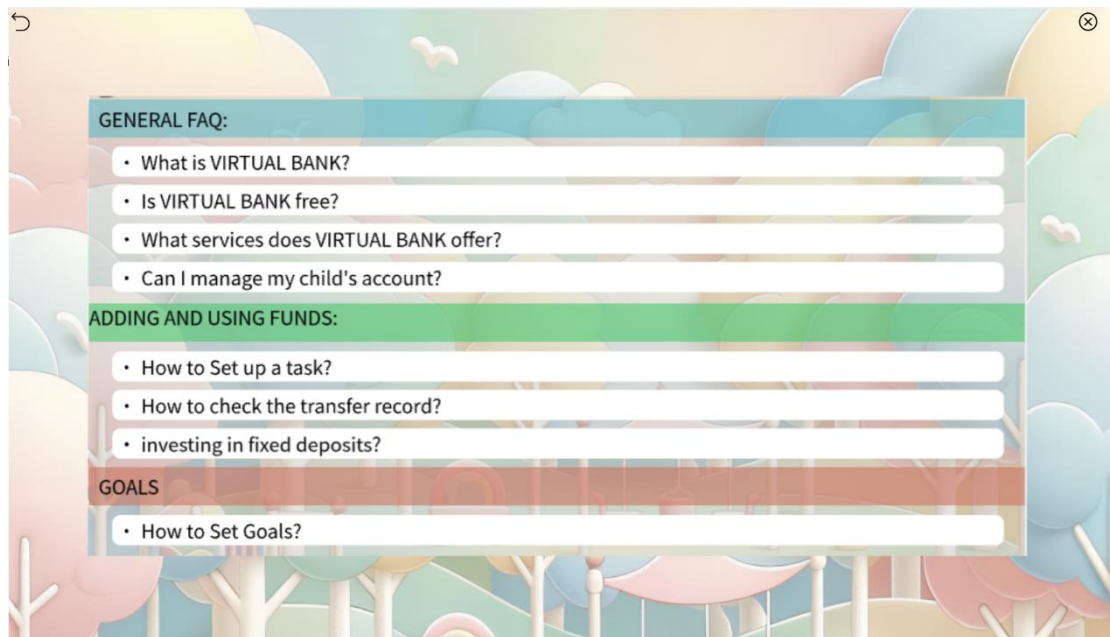 GENERAL FAQ:
• What is VIRTUAL BANK?
• Is VIRTUAL BANK free?
• What services does VIRTUAL BANK offer?
• Can I manage my child's account?
ADDING AND USING FUNDS:
• How to Set up a task?
• How to check the transfer record?
• investing in fixed deposits?
GOALS
• How to Set Goals?